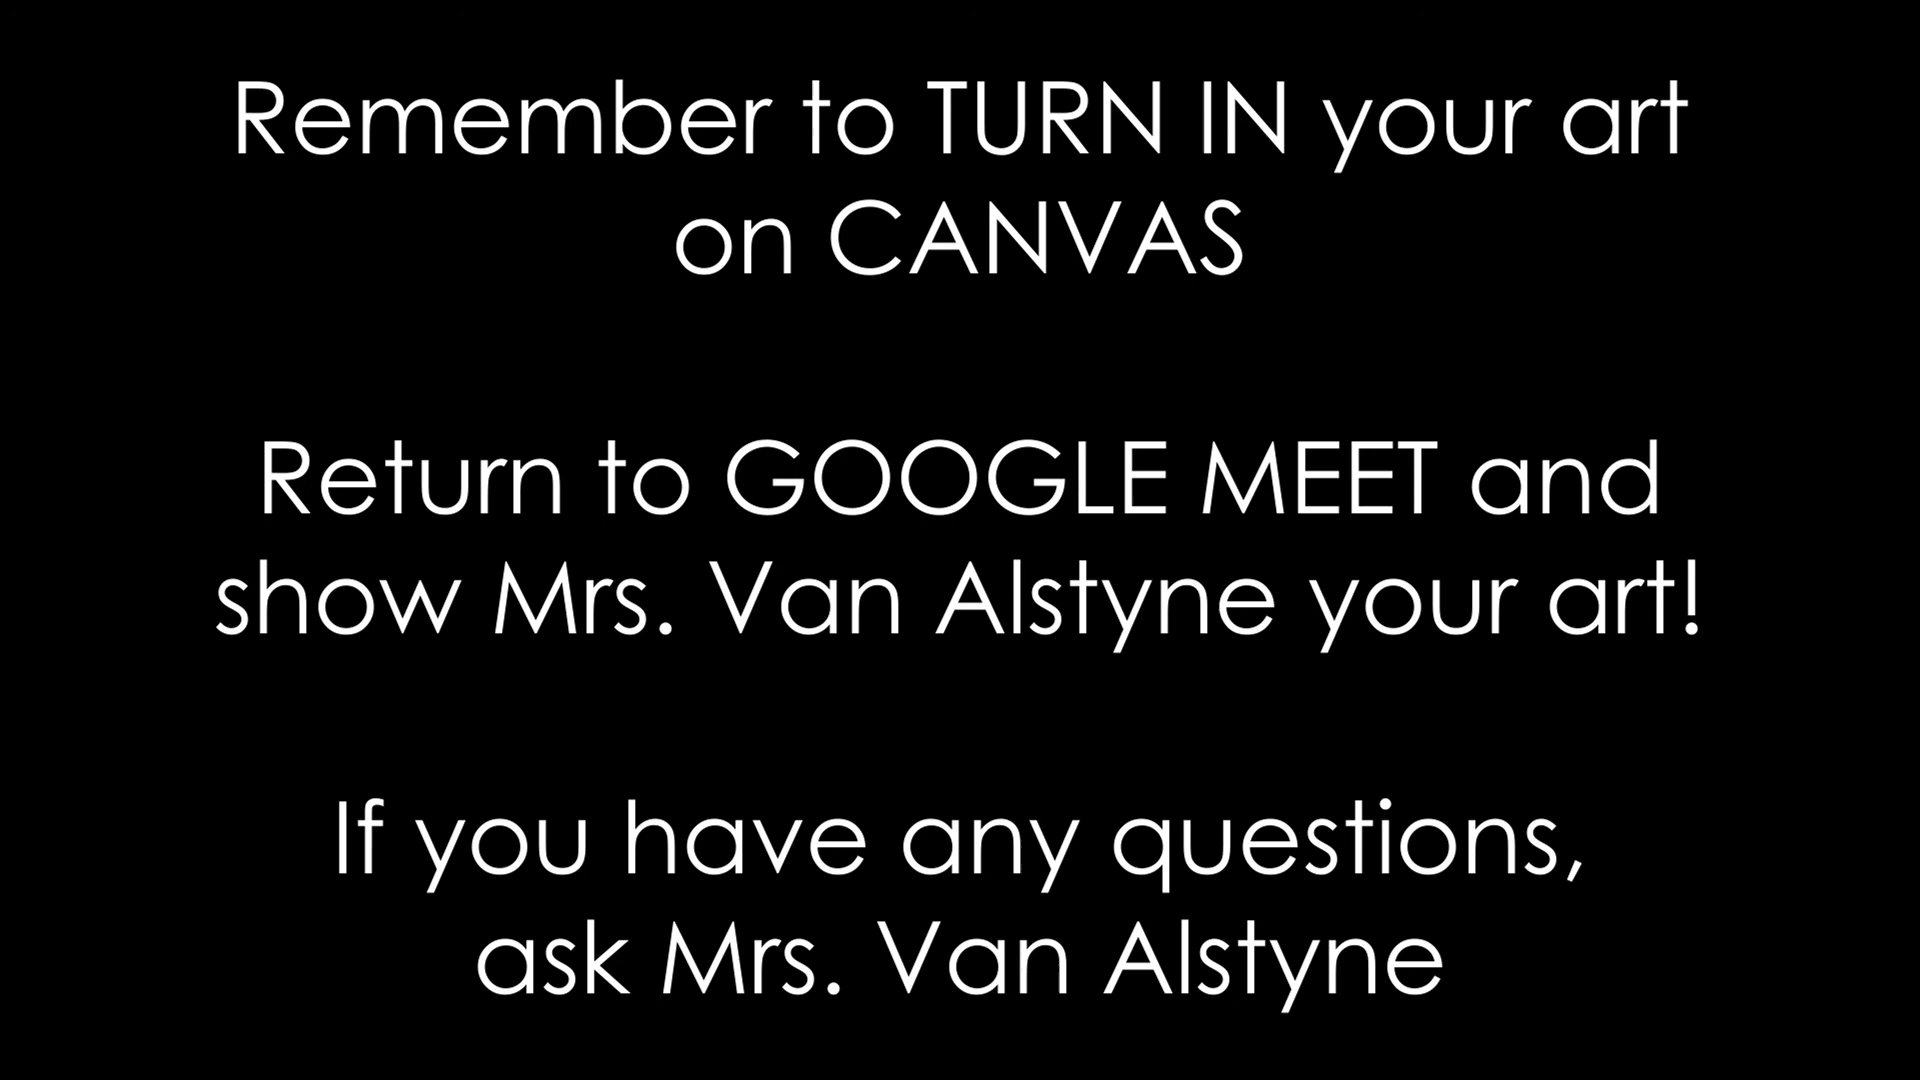 Remember to TURN IN your art
on CANVAS
Return to GOOGLE MEET and
show Mrs. Van Alstyne your art!
If you have any questions,
ask Mrs. Van Alstyne